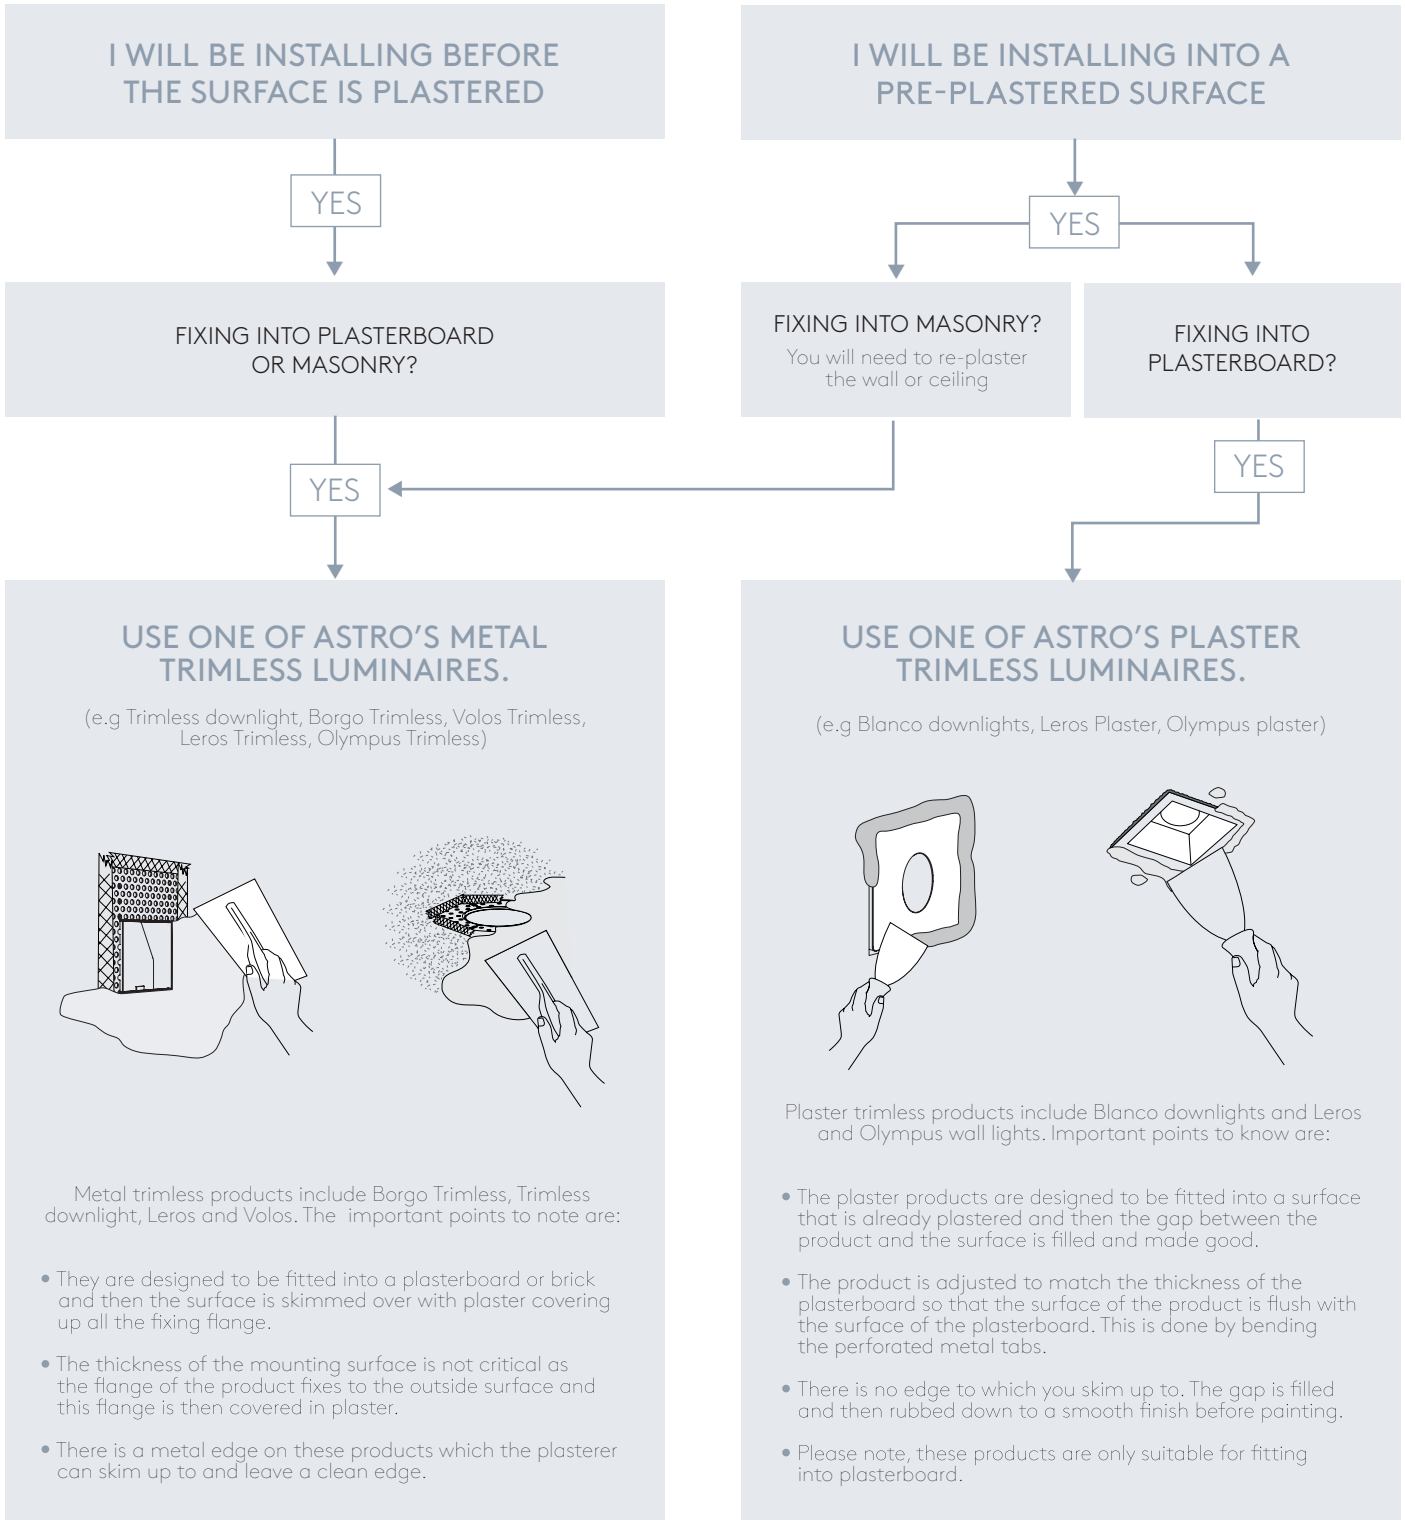 I WILL BE INSTALLING BEFORE
THE SURFACE IS PLASTERED
YES
FIXING INTO PLASTERBOARD
OR MASONRY?
YES
I WILL BE INSTALLING INTO A
PRE-PLASTERED SURFACE
YES
FIXING INTO MASONRY?
You will need to re-plaster
the wall or ceiling
FIXING INTO
PLASTERBOARD?
YES
USE ONE OF ASTRO'S METAL
TRIMLESS LUMINAIRES.
(e.g Trimless downlight, Borgo Trimless, Volos Trimless,
Leros Trimless, Olympus Trimless)
Metal trimless products include Borgo Trimless, Trimless
downlight, Leros and Volos. The important points to note are:
• They are designed to be fitted into a plasterboard or brick
and then the surface is skimmed over with plaster covering
up all the fixing flange.
• The thickness of the mounting surface is not critical as
the flange of the product fixes to the outside surface and
this flange is then covered in plaster.
• There is a metal edge on these products which the plasterer
can skim up to and leave a clean edge.
USE ONE OF ASTRO'S PLASTER
TRIMLESS LUMINAIRES.
(e.g Blanco downlights, Leros Plaster, Olympus plaster)
Plaster trimless products include Blanco downlights and Leros
and Olympus wall lights. Important points to know are:
• The plaster products are designed to be fitted into a surface
that is already plastered and then the gap between the
product and the surface is filled and made good.
• The product is adjusted to match the thickness of the
plasterboard so that the surface of the product is flush with
the surface of the plasterboard. This is done by bending
the perforated metal tabs.
• There is no edge to which you skim up to. The gap is filled
and then rubbed down to a smooth finish before painting.
• Please note, these products are only suitable for fitting
into plasterboard.